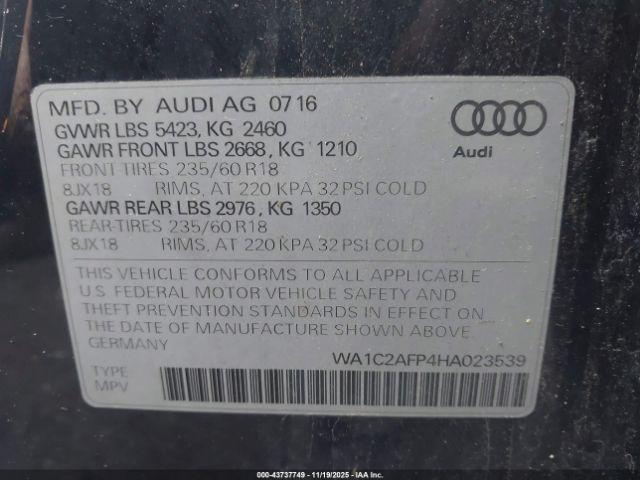 MFD. BY AUDI AG 0716
GVWR LBS 5423, KG 2460
GAWR FRONT LBS 2668, KG 1210
FRONT-TIRES 235/60 R18
8JX18 RIMS, AT 220 KPA 32 PSI COLD
GAWR REAR LBS 2976, KG 1350
REAR-TIRES 235/60 R18
8JX18 RIMS, AT 220 KPA 32 PSI COLD
Audi
THIS VEHICLE CONFORMS TO ALL APPLICABLE
U.S. FEDERAL MOTOR VEHICLE SAFETY AND
THEFT PREVENTION STANDARDS IN EFFECT ON
THE DATE OF MANUFACTURE SHOWN ABOVE.
GERMANY
WA1C2AFP4HA023539
TYPE
MPV
000-43737749 - 11/19/2025 - IAAI.CA